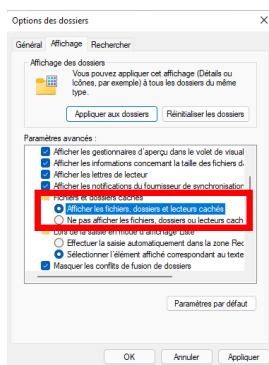 Options des dossiers
Général Affichage Rechercher
Affichage des dossiers
Vous pouvez appliquer cet affichage (Détails ou
Icônes, par exemple) à tous les dossiers du même
type.
Appliquer aux dossiers Réinitialiser les dossiers
Paramètres avancés :
Afficher les gestionnaires d'aperçu dans le volet de visual
Afficher les informations concernant la taille des fichiers d
Afficher les lettres de lecteur
Afficher les notifications du fournisseur de synchronisation
Fichiers et dossiers cachés
Afficher les fichiers, dossiers et lecteurs cachés
Ne pas afficher les fichiers, dossiers ou lecteurs cach
Lors de la saisie en mode d'affichage Liste
Effectuer la saisie automatiquement dans la zone Rec
Sélectionner l'élément affiché correspondant au texte
Masquer les conflits de fusion de dossiers
Paramètres par défaut
OK Annuler Appliquer